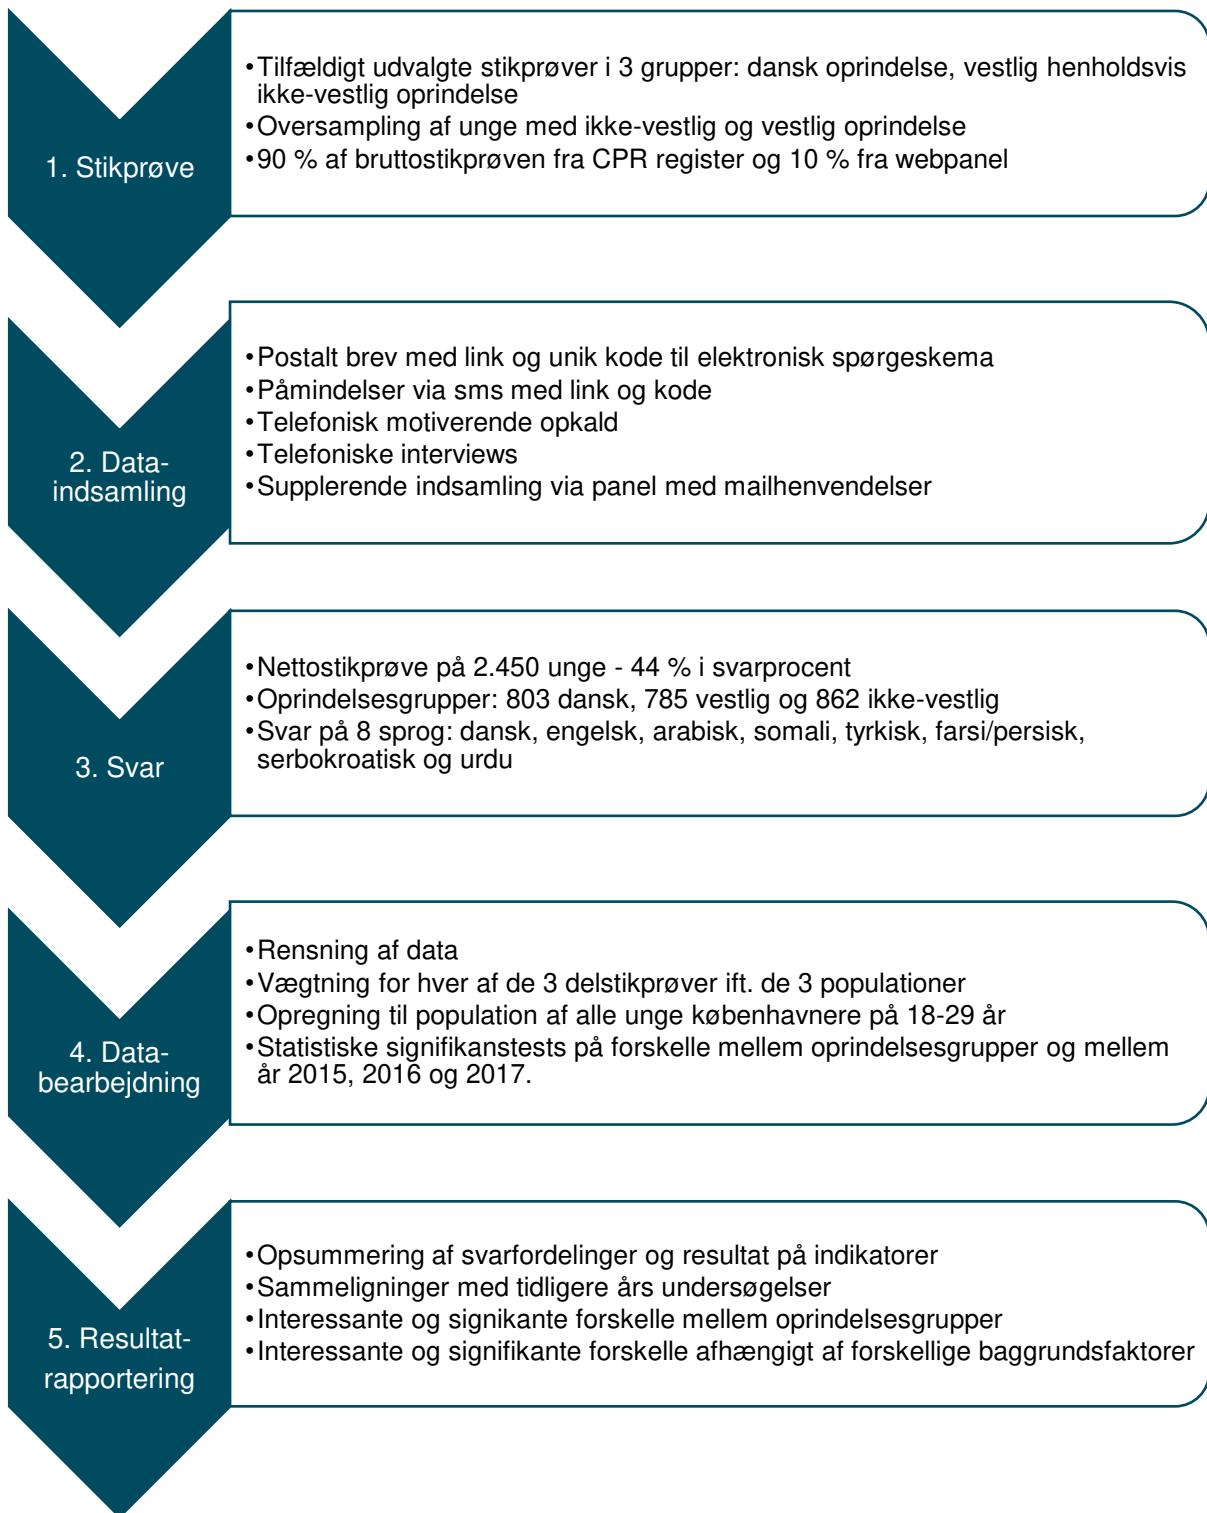 1. Stikprøve
•Tilfældigt udvalgte stikprøver i 3 grupper: dansk oprindelse, vestlig henholdsvis
ikke-vestlig oprindelse
•Oversampling af unge med ikke-vestlig og vestlig oprindelse
•90 % af bruttostikprøven fra CPR register og 10 % fra webpanel
2. Data-
indsamling
•Postalt brev med link og unik kode til elektronisk spørgeskema
•Påmindelser via sms med link og kode
•Telefonisk motiverende opkald
•Telefoniske interviews
•Supplerende indsamling via panel med mailhenvendelser
3. Svar
•Nettostikprøve på 2.450 unge - 44 % i svarprocent
•Oprindelsesgrupper: 803 dansk, 785 vestlig og 862 ikke-vestlig
•Svar på 8 sprog: dansk, engelsk, arabisk, somali, tyrkisk, farsi/persisk,
serbokroatisk og urdu
4. Data-
bearbejdning
•Rensning af data
•Vægtning for hver af de 3 delstikprøver ift. de 3 populationer
•Opregning til population af alle unge københavnere på 18-29 år
•Statistiske signifikanstests på forskelle mellem oprindelsesgrupper og mellem
år 2015, 2016 og 2017.
5. Resultat-
rapportering
•Opsummering af svarfordelinger og resultat på indikatorer
•Sammeligninger med tidligere års undersøgelser
•Interessante og signikante forskelle mellem oprindelsesgrupper
•Interessante og signifikante forskelle afhængigt af forskellige baggrundsfaktorer